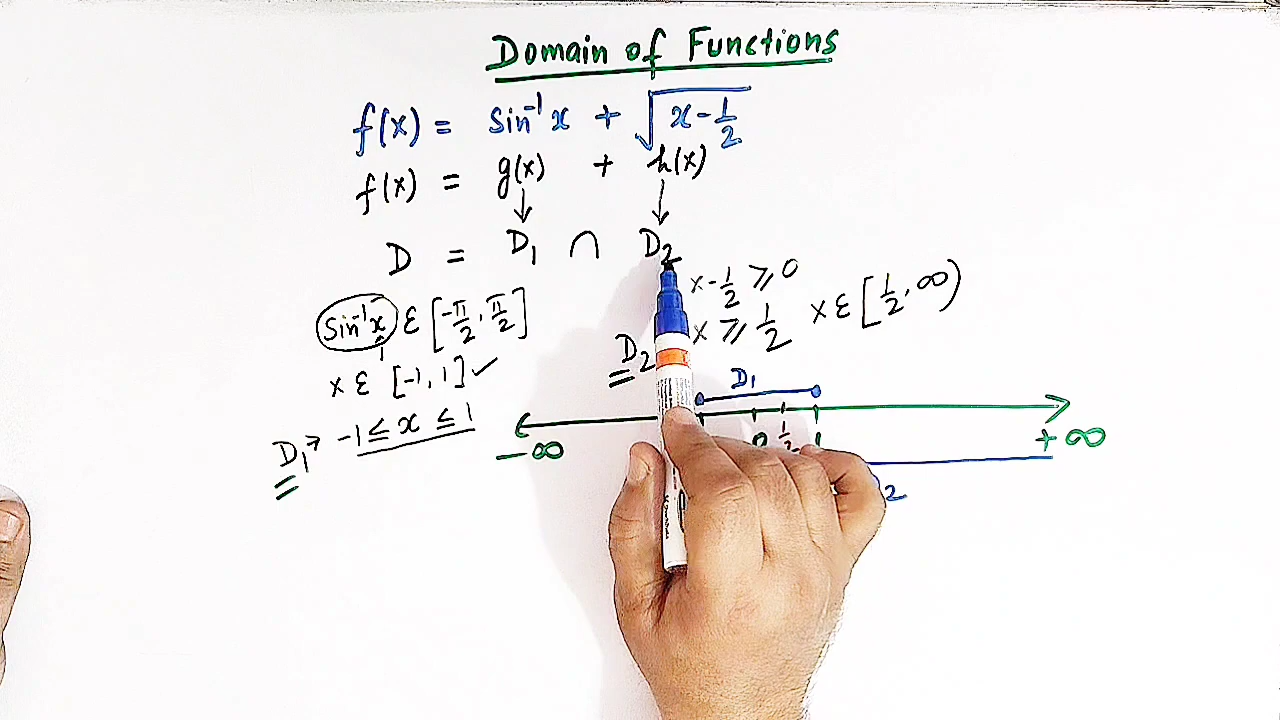 Domain of Functions
f(x) = sin⁻¹x + √(x - 1/2)
f(x) = g(x) + h(x)
D = D₁ ∩ D₂
sin⁻¹x ε [-π/2, π/2]
x ε [-1, 1] ✓
D₁→ -1 ≤ x ≤ 1
x - 1/2 ≥ 0
D₂ x ≥ 1/2 x ε [1/2, ∞)
D₁
-∞ 0 1/2 1 +∞
2